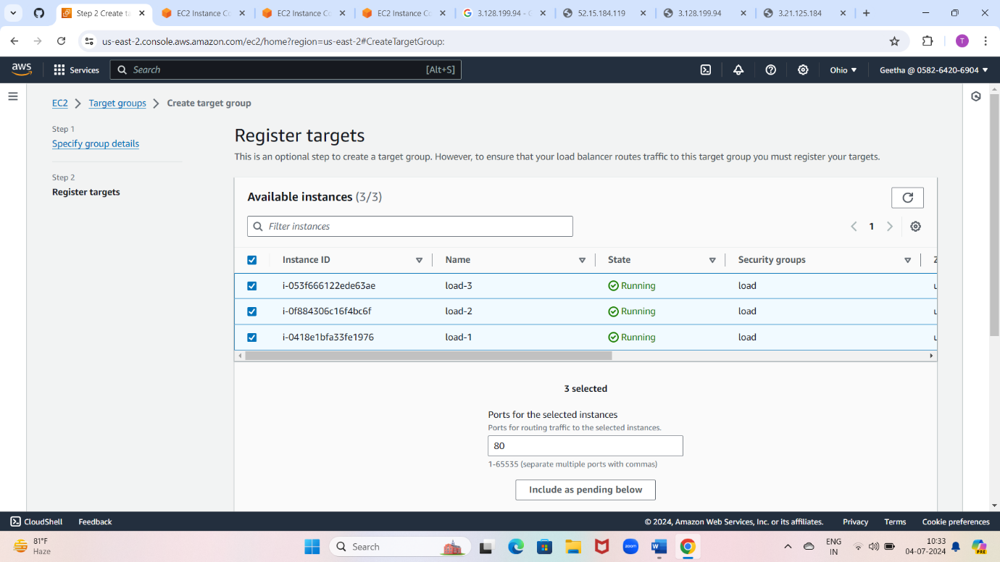 Step 2 Create ta
EC2 Instance Co
EC2 Instance Co
EC2 Instance Co
3.128.199.94 - G
52.15.184.119
3.128.199.94
3.21.125.184
us-east-2.console.aws.amazon.com/ec2/home?region=us-east-2#CreateTargetGroup:
T
aws
Services
Search
[Alt+S]
Ohio
Geetha @ 0582-6420-6904
EC2
Target groups
Create target group
Step 1
Specify group details
Step 2
Register targets
Register targets
This is an optional step to create a target group. However, to ensure that your load balancer routes traffic to this target group you must register your targets.
Available instances (3/3)
Filter instances
1
Instance ID Name State Security groups
i-053f666122ede63ae load-3 Running load
i-0f884306c16f4bc6f load-2 Running load
i-0418e1bfa33fe1976 load-1 Running load
3 selected
Ports for the selected instances
Ports for routing traffic to the selected instances.
80
1-65535 (separate multiple ports with commas)
Include as pending below
CloudShell
Feedback
© 2024, Amazon Web Services, Inc. or its affiliates.
Privacy
Terms
Cookie preferences
81°F
Haze
Search
zoom
W
ENG
IN
10:33
04-07-2024
PRE